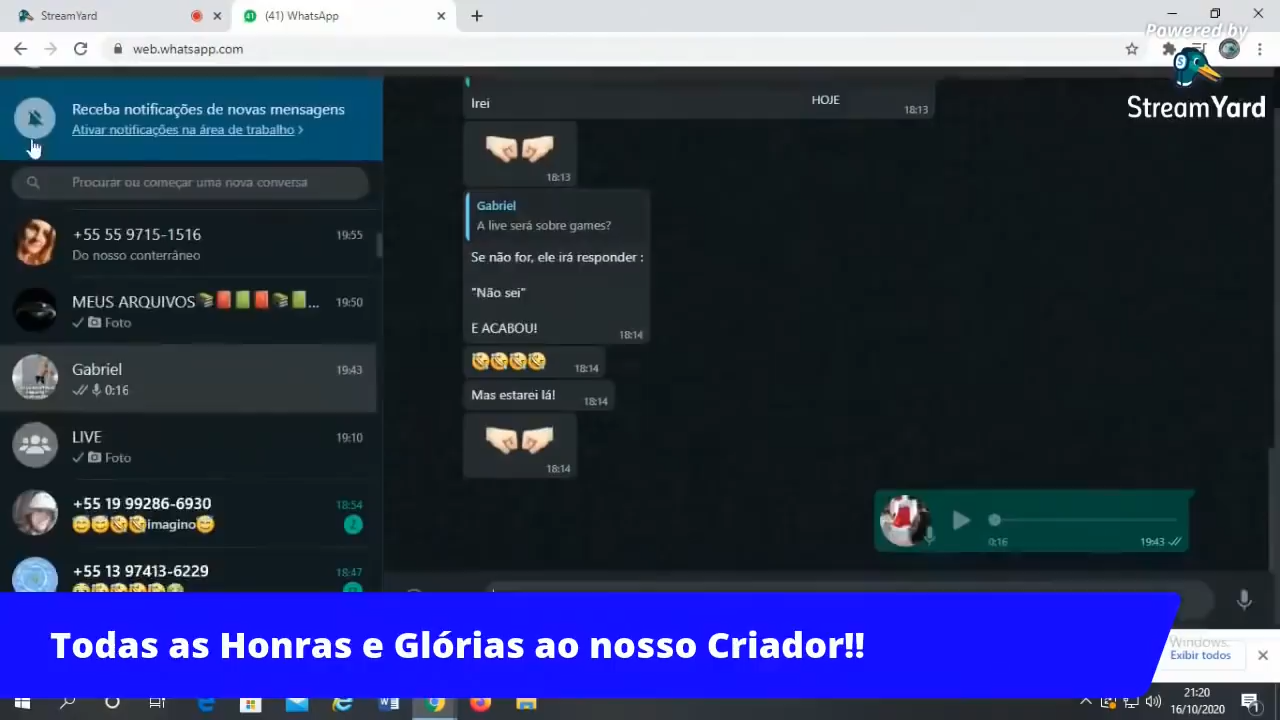 StreamYard
(41) WhatsApp
web.whatsapp.com
Powered by
StreamYard
Receba notificações de novas mensagens
Ativar notificações na área de trabalho >
Procurar ou começar uma nova conversa
+55 55 9715-1516
19:55
Do nosso conterrâneo
MEUS ARQUIVOS 📚📕📗📕📚📗...
19:50
Foto
Gabriel
19:43
0:16
LIVE
19:10
Foto
+55 19 99286-6930
18:54
😅😅🤣🤣imagino😅
2
+55 13 97413-6229
18:47
Irei
HOJE
18:13
18:13
Gabriel
A live será sobre games?
Se não for, ele irá responder :
"Não sei"
E ACABOU!
18:14
🤣🤣🤣🤣
18:14
Mas estarei lá!
18:14
18:14
0:16
19:43
Todas as Honras e Glórias ao nosso Criador!!
Windows.
Exibir todos
21:20
16/10/2020